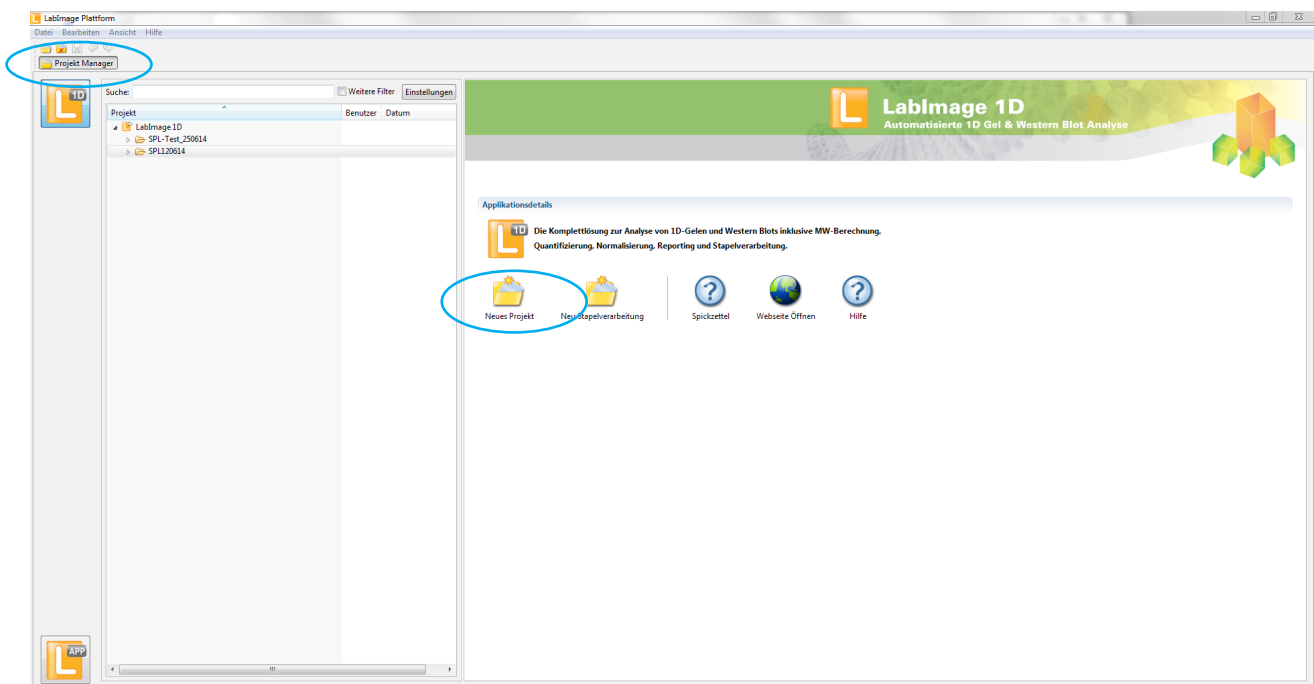 LabImage Plattform
Datei Bearbeiten Ansicht Hilfe
Projekt Manager
1D
Suche:
Weitere Filter Einstellungen
Projekt Benutzer Datum
LabImage 1D
SPL-Test_250614
SPL120614
LabImage 1D
Automatisierte 1D Gel & Western Blot Analyse
Applikationsdetails
1D
Die Komplettlösung zur Analyse von 1D-Gelen und Western Blots inklusive MW-Berechnung,
Quantifizierung, Normalisierung, Reporting und Stapelverarbeitung.
Neues Projekt Neu Stapelverarbeitung Spickzettel Webseite Öffnen Hilfe
APP